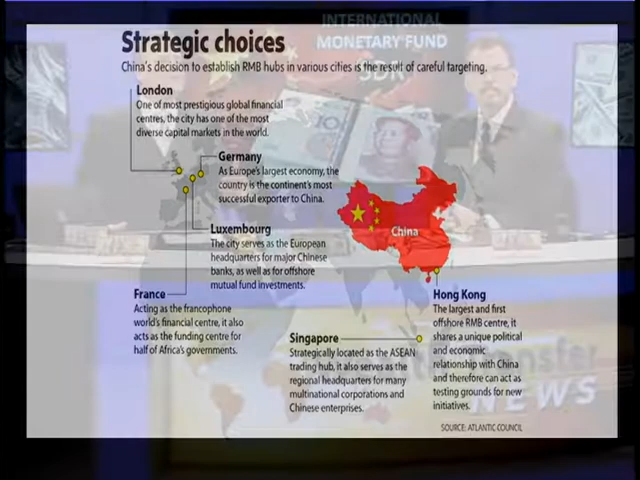 INTERNATIONAL
MONETARY FUND
Strategic choices
China's decision to establish RMB hubs in various cities is the result of careful targeting.
London
One of most prestigious global financial
centres, the city has one of the most
diverse capital markets in the world.
Germany
As Europe's largest economy, the
country is the continent's most
successful exporter to China.
Luxembourg
The city serves as the European
headquarters for major Chinese
banks, as well as for offshore
mutual fund investments.
China
France
Acting as the francophone
world's financial centre, it also
acts as the funding centre for
half of Africa's governments.
Singapore
Strategically located as the ASEAN
trading hub, it also serves as the
regional headquarters for many
multinational corporations and
Chinese enterprises.
Hong Kong
The largest and first
offshore RMB centre, it
shares a unique political
and economic
relationship with China
and therefore can act as
testing grounds for new
initiatives.
NEWS
SOURCE: ATLANTIC COUNCIL